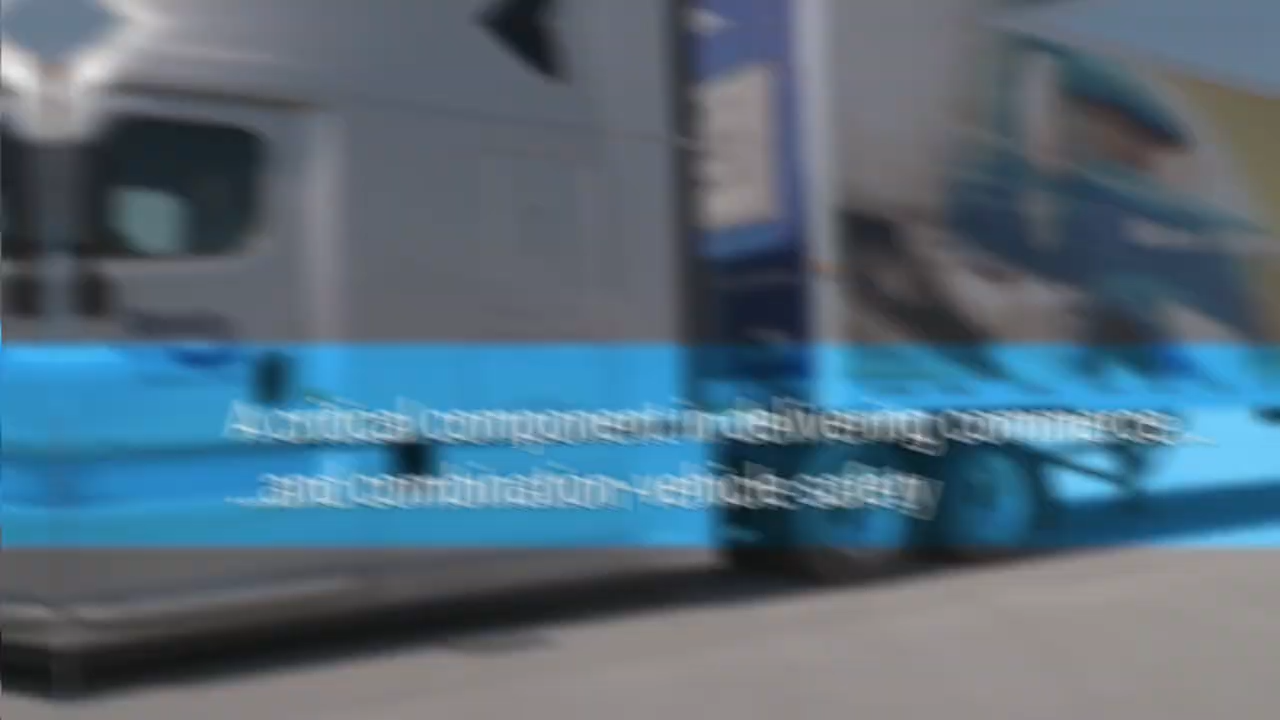 A critical component in delivering commerce...
...and combination vehicle safety